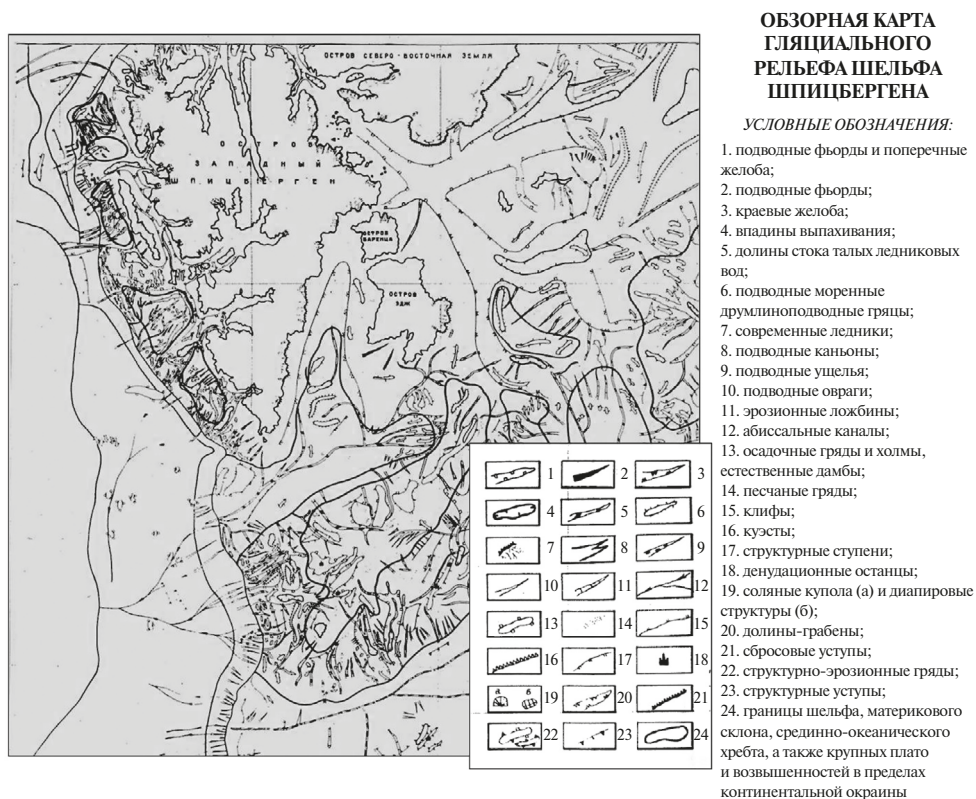 ОБЗОРНАЯ КАРТА
ГЛЯЦИАЛЬНОГО
РЕЛЬЕФА ШЕЛЬФА
ШПИЦБЕРГЕНА
УСЛОВНЫЕ ОБОЗНАЧЕНИЯ:
1. подводные фьорды и поперечные
желоба;
2. подводные фьорды;
3. краевые желоба;
4. впадины выпахивания;
5. долины стока талых ледниковых
вод;
6. подводные моренные
друмлиноподводные гряцы;
7. современные ледники;
8. подводные каньоны;
9. подводные ущелья;
10. подводные овраги;
11. эрозионные ложбины;
12. абиссальные каналы;
13. осадочные гряды и холмы,
естественные дамбы;
14. песчаные гряды;
15. клифы;
16. куэсты;
17. структурные ступени;
18. денудационные останцы;
19. соляные купола (а) и диапировые
структуры (б);
20. долины-грабены;
21. сбросовые уступы;
22. структурно-эрозионные гряды;
23. структурные уступы;
24. границы шельфа, материкового
склона, срединно-океанического
хребта, а также крупных плато
и возвышенностей в пределах
континентальной окраины
ОСТРОВ СЕВЕРО-ВОСТОЧНАЯ ЗЕМЛЯ
ОСТРОВ
ЗАПАДНЫЙ
ШПИЦБЕРГЕН
ОСТРОВ
БАРЕНЦА
ОСТРОВ
ЭДЖ
1 2 3
4 5 6
7 8 9
10 11 12
13 14 15
16 17 18
а б 19 20 21
22 23 24